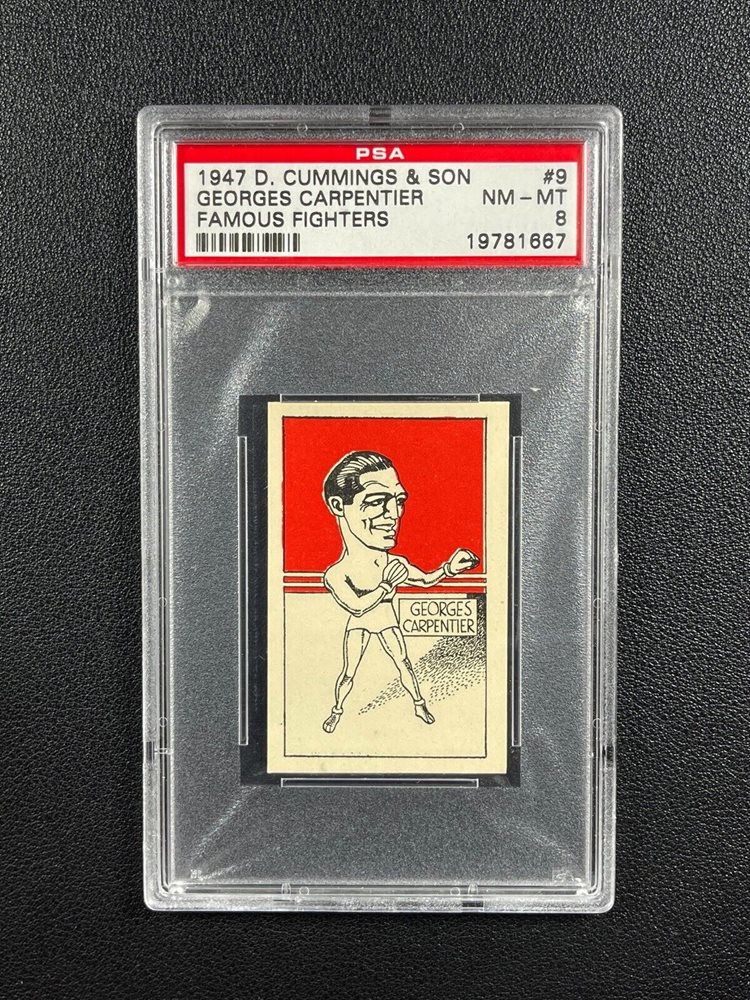 PSA
1947 D. CUMMINGS & SON #9
GEORGES CARPENTIER NM - MT
FAMOUS FIGHTERS 8
19781667
GEORGES
CARPENTIER